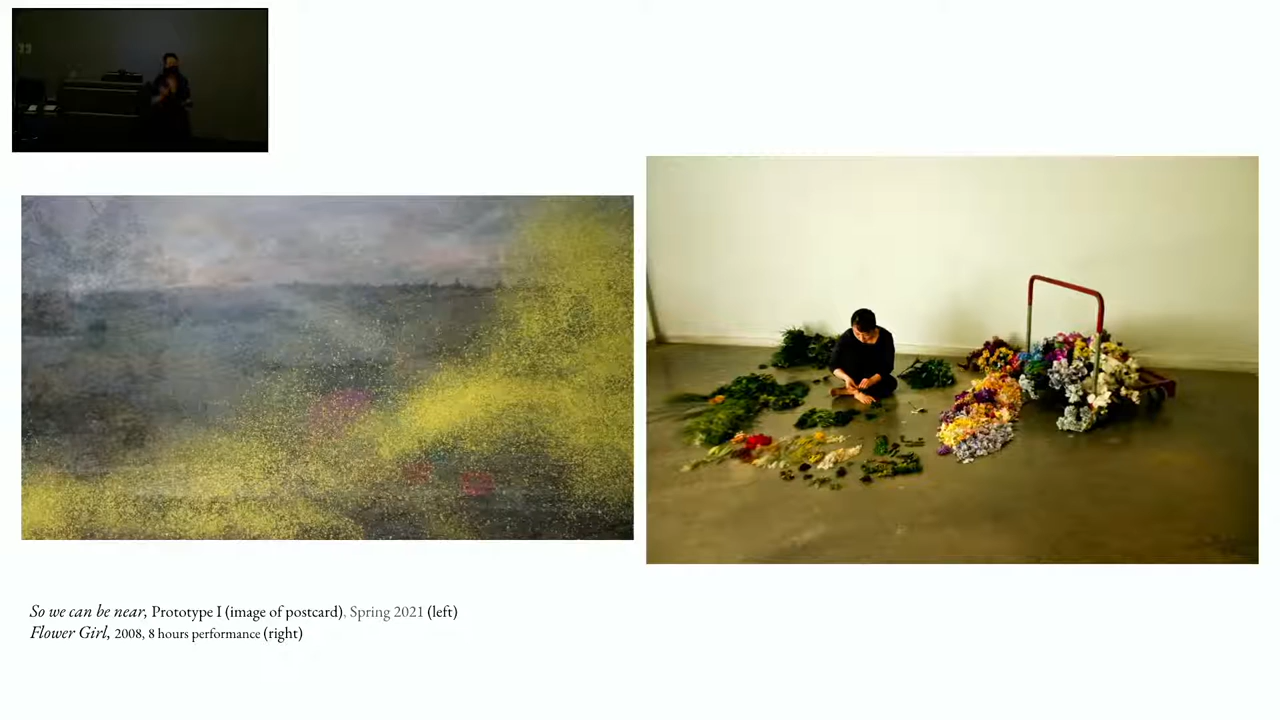 So we can be near, Prototype I (image of postcard), Spring 2021 (left)
Flower Girl, 2008, 8 hours performance (right)